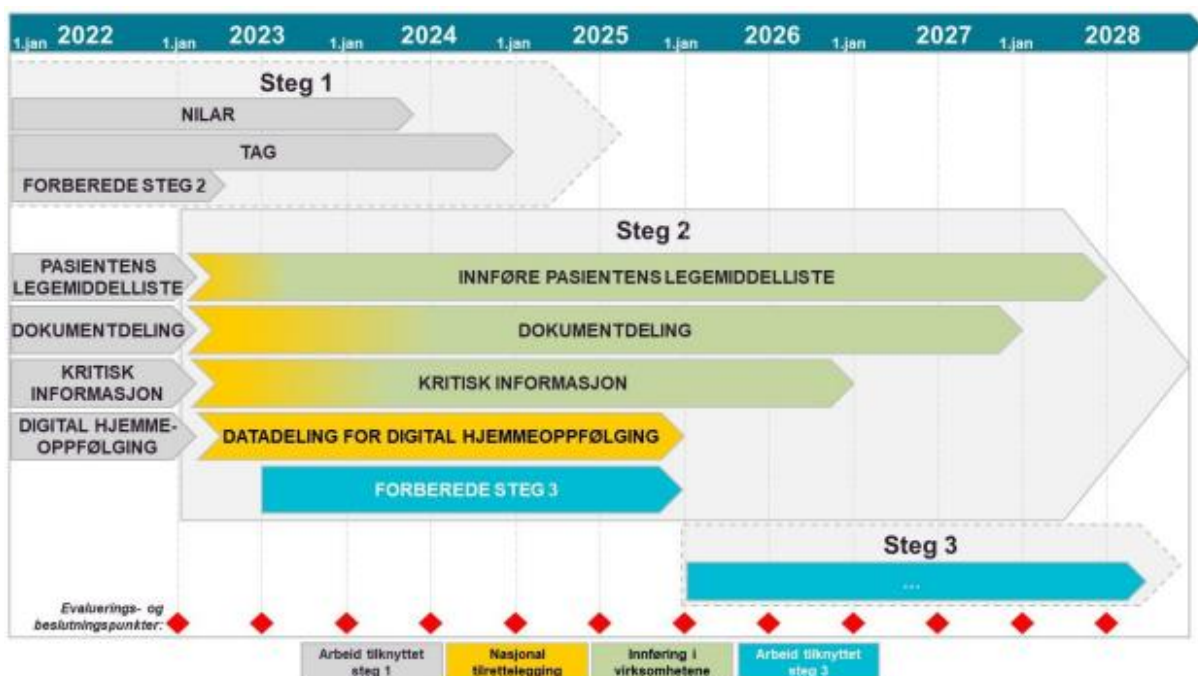 1.jan 2022 1.jan 2023 1.jan 2024 1.jan 2025 1.jan 2026 1.jan 2027 1.jan 2028
Steg 1
NILAR
TAG
FORBEREDE STEG 2
Steg 2
PASIENTENS
LEGEMIDDELLISTE
INNFØRE PASIENTENS LEGEMIDDELLISTE
DOKUMENTDELING
DOKUMENTDELING
KRITISK
INFORMASJON
KRITISK INFORMASJON
DIGITAL HJEMME-
OPPFØLGING
DATADELING FOR DIGITAL HJEMMEOPPFØLGING
FORBEREDE STEG 3
Steg 3
...
Evaluerings- og
beslutningspunkter:
Arbeid tilknyttet
steg 1
Nasjonal
tilrettelegging
Innføring i
virksomhetene
Arbeid tilknyttet
steg 3